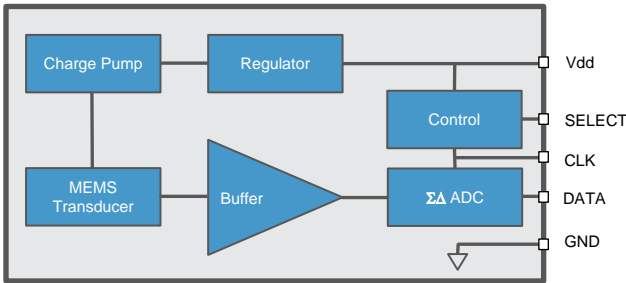 Charge Pump
Regulator
Vdd
Control
SELECT
CLK
MEMS
Transducer
Buffer
ΣΔ ADC
DATA
GND